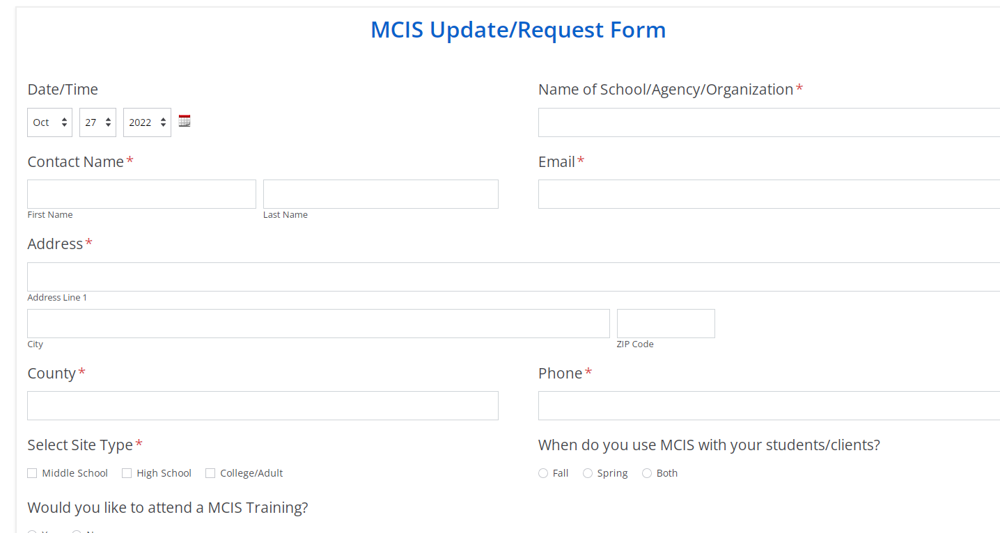 MCIS Update/Request Form
Date/Time
Name of School/Agency/Organization*
Oct 27 2022
Contact Name*
Email*
First Name
Last Name
Address*
Address Line 1
City
ZIP Code
County*
Phone*
Select Site Type*
When do you use MCIS with your students/clients?
Middle School High School College/Adult
Fall Spring Both
Would you like to attend a MCIS Training?